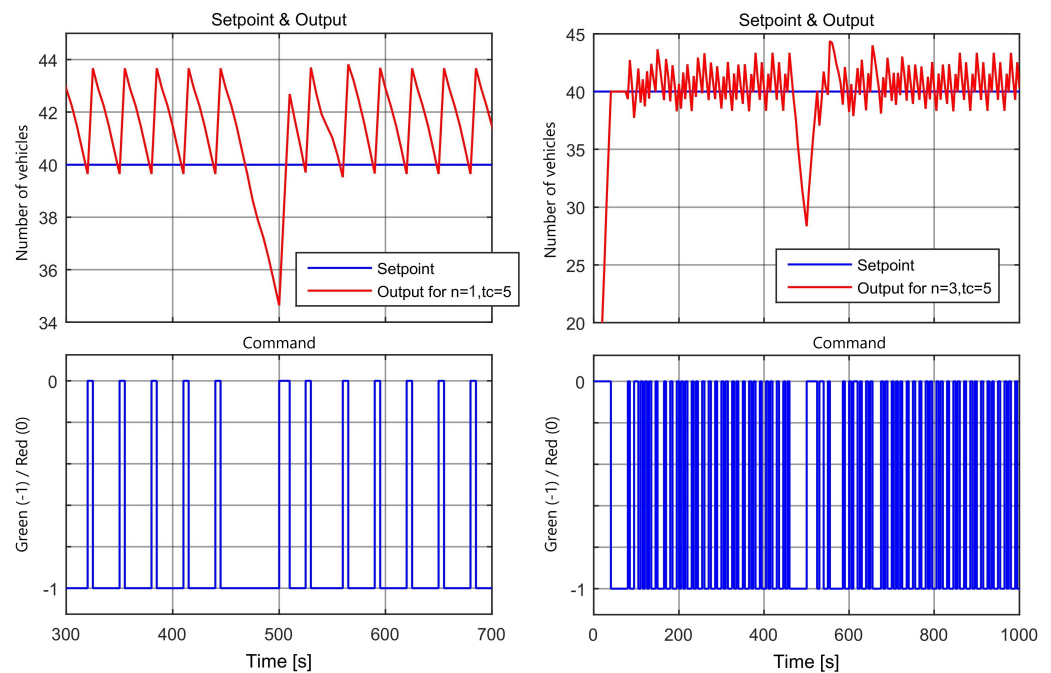 Setpoint & Output
44
42
40
38
36
34
Number of vehicles
Setpoint
Output for n=1,tc=5
Command
0
-1
Green (-1) / Red (0)
300
400
500
600
700
Time [s]
Setpoint & Output
45
40
35
30
25
20
Number of vehicles
Setpoint
Output for n=3,tc=5
Command
0
-1
Green (-1) / Red (0)
0
200
400
600
800
1000
Time [s]